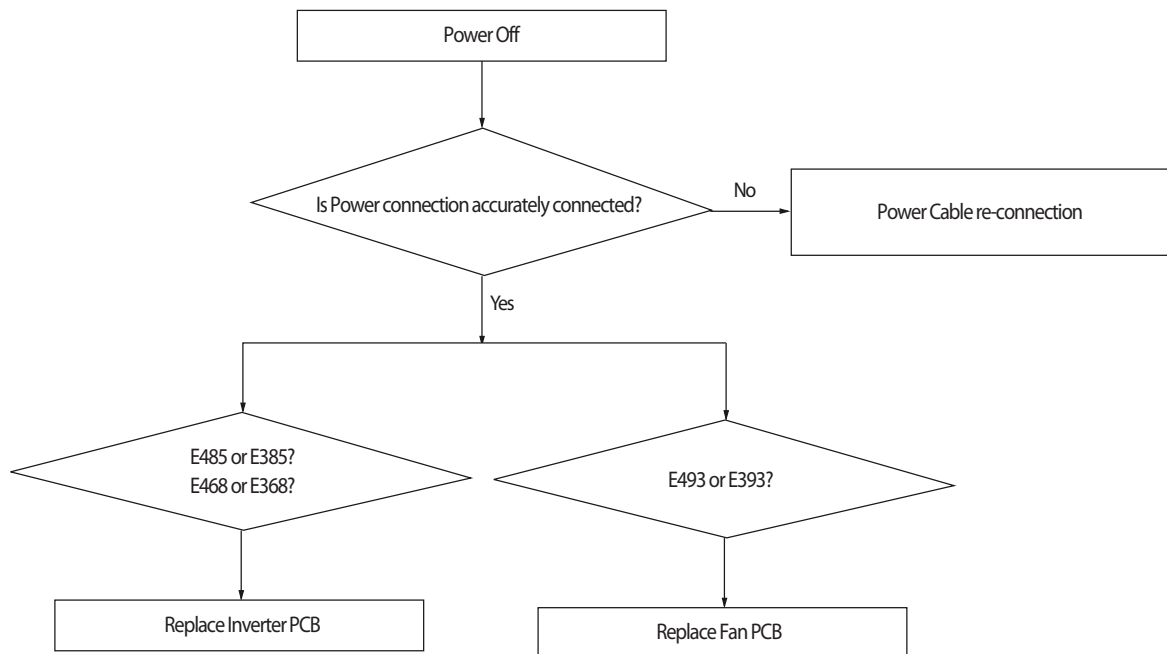 Power Off
Is Power connection accurately connected?
No
Power Cable re-connection
Yes
E485 or E385?
E468 or E368?
E493 or E393?
Replace Inverter PCB
Replace Fan PCB